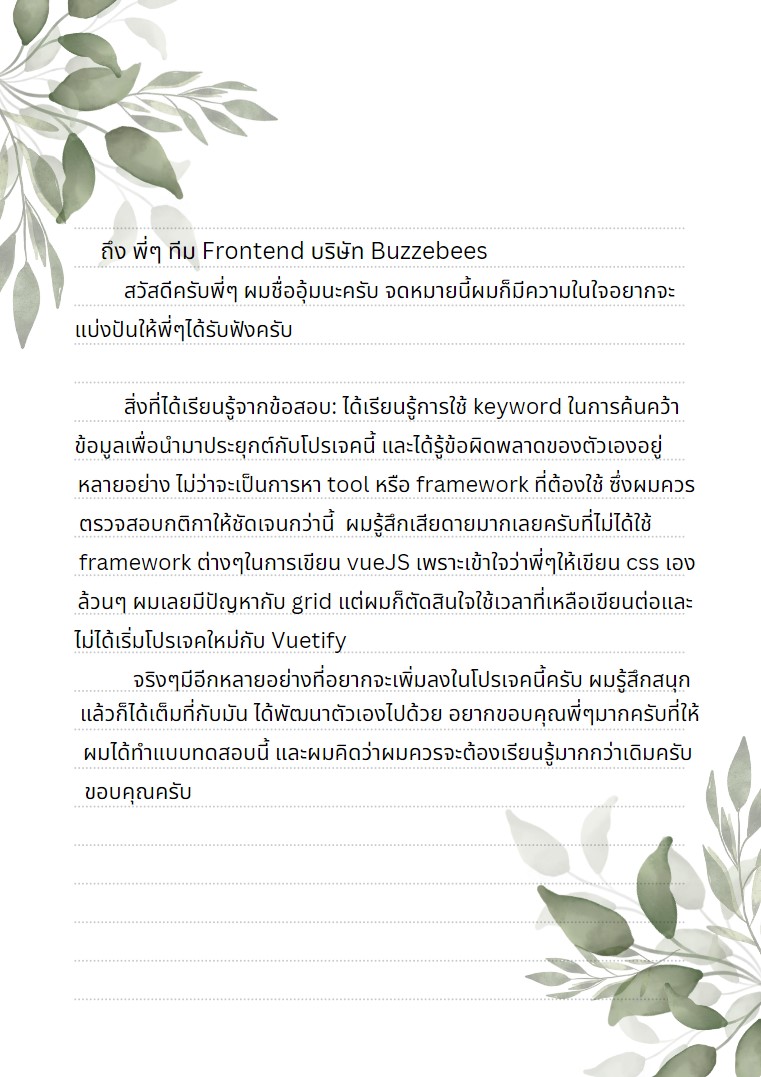 ถึง พี่ๆ ทีม Frontend บริษัท Buzzebees
สวัสดีครับพี่ๆ ผมชื่ออุ้มนะครับ จดหมายนี้ผมก็มีความในใจอยากจะ
แบ่งปันให้พี่ๆได้รับฟังครับ
สิ่งที่ได้เรียนรู้จากข้อสอบ: ได้เรียนรู้การใช้ keyword ในการค้นคว้า
ข้อมูลเพื่อนำมาประยุกต์กับโปรเจคนี้ และได้รู้ข้อผิดพลาดของตัวเองอยู่
หลายอย่าง ไม่ว่าจะเป็นการหา tool หรือ framework ที่ต้องใช้ ซึ่งผมควร
ตรวจสอบกติกาให้ชัดเจนกว่านี้ ผมรู้สึกเสียดายมากเลยครับที่ไม่ได้ใช้
framework ต่างๆในการเขียน vueJS เพราะเข้าใจว่าพี่ๆให้เขียน css เอง
ล้วนๆ ผมเลยมีปัญหากับ grid แต่ผมก็ตัดสินใจใช้เวลาที่เหลือเขียนต่อและ
ไม่ได้เริ่มโปรเจคใหม่กับ Vuetify
จริงๆมีอีกหลายอย่างที่อยากจะเพิ่มลงในโปรเจคนี้ครับ ผมรู้สึกสนุก
แล้วก็ได้เต็มที่กับมัน ได้พัฒนาตัวเองไปด้วย อยากขอบคุณพี่ๆมากครับที่ให้
ผมได้ทำแบบทดสอบนี้ และผมคิดว่าผมควรจะต้องเรียนรู้มากกว่าเดิมครับ
ขอบคุณครับ